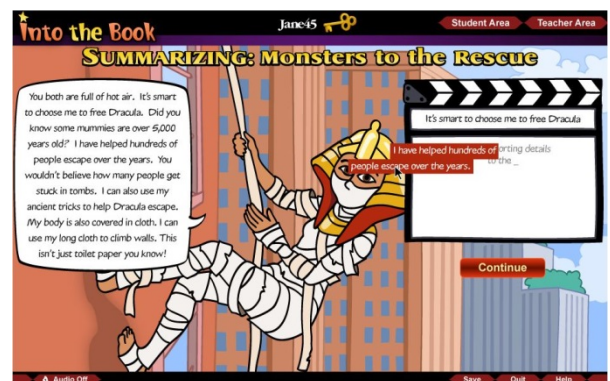 Into the Book
Jane45
Student Area
Teacher Area
SUMMARIZING: Monsters to the Rescue
You both are full of hot air. It's smart
to choose me to free Dracula. Did you
know some mummies are over 5,000
years old? I have helped hundreds of
people escape over the years. You
wouldn't believe how many people get
stuck in tombs. I can also use my
ancient tricks to help Dracula escape.
My body is also covered in cloth. I can
use my long cloth to climb walls. This
isn't just toilet paper you know!
It's smart to choose me to free Dracula
I have helped hundreds of
people escape over the years.
details
to the _
Continue
Audio Off
Save
Quit
Help